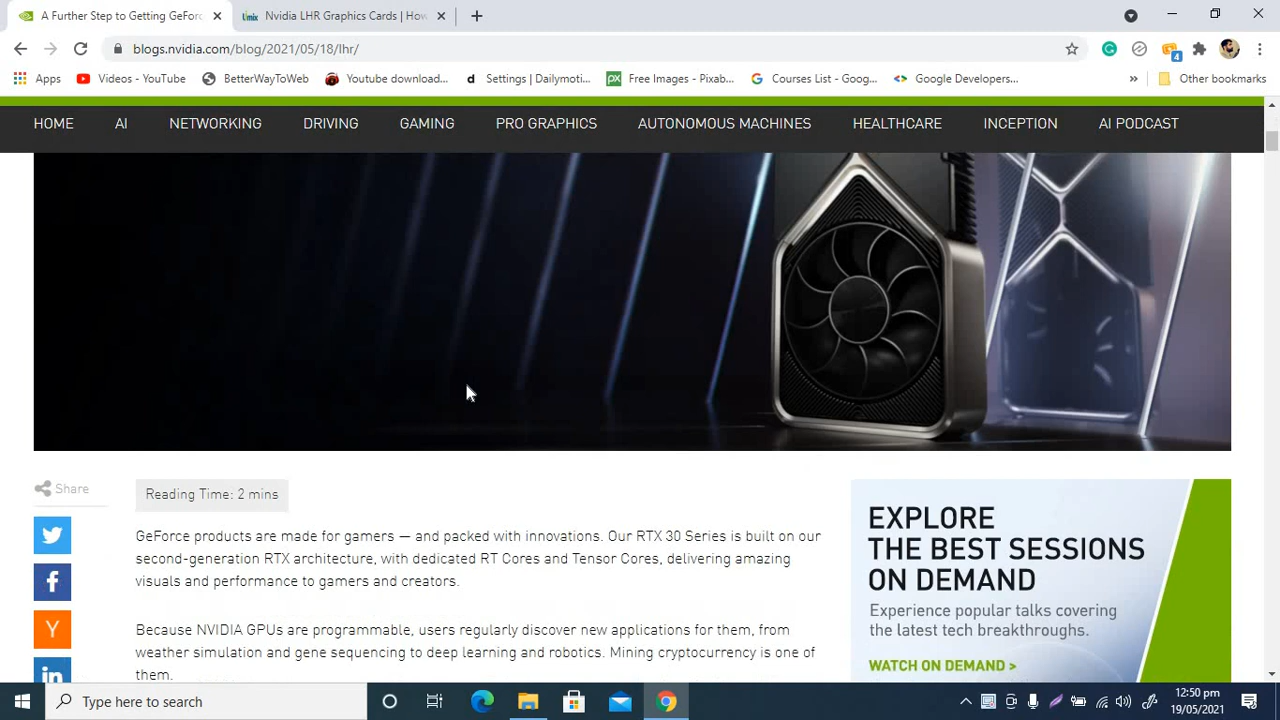 A Further Step to Getting GeForc
Nvidia LHR Graphics Cards | How
blogs.nvidia.com/blog/2021/05/18/lhr/
4
Apps
Videos - YouTube
BetterWayToWeb
Youtube download...
d Settings | Dailymoti...
px Free Images - Pixab...
Courses List - Goog...
Google Developers...
»
Other bookmarks
HOME
AI
NETWORKING
DRIVING
GAMING
PRO GRAPHICS
AUTONOMOUS MACHINES
HEALTHCARE
INCEPTION
AI PODCAST
Share
Reading Time: 2 mins
GeForce products are made for gamers — and packed with innovations. Our RTX 30 Series is built on our
second-generation RTX architecture, with dedicated RT Cores and Tensor Cores, delivering amazing
visuals and performance to gamers and creators.
Because NVIDIA GPUs are programmable, users regularly discover new applications for them, from
weather simulation and gene sequencing to deep learning and robotics. Mining cryptocurrency is one of
them.
EXPLORE
THE BEST SESSIONS
ON DEMAND
Experience popular talks covering
the latest tech breakthroughs.
WATCH ON DEMAND >
Type here to search
12:50 pm
19/05/2021